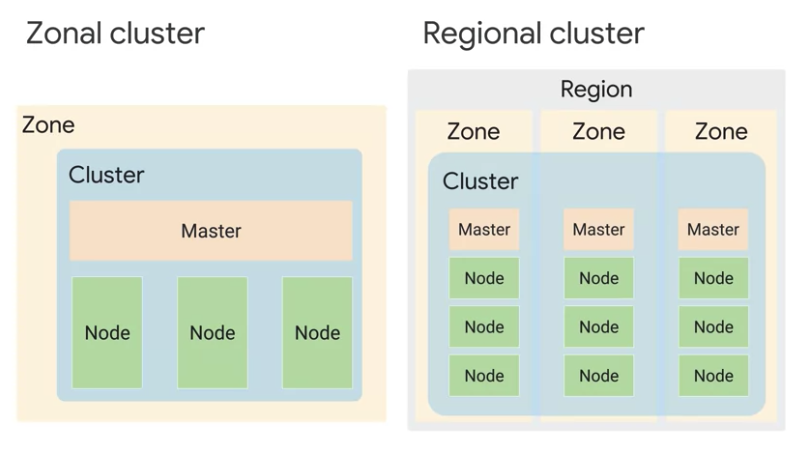 Zonal cluster
Zone
Cluster
Master
Node Node Node
Regional cluster
Region
Zone Zone Zone
Cluster
Master Master Master
Node Node Node
Node Node Node
Node Node Node